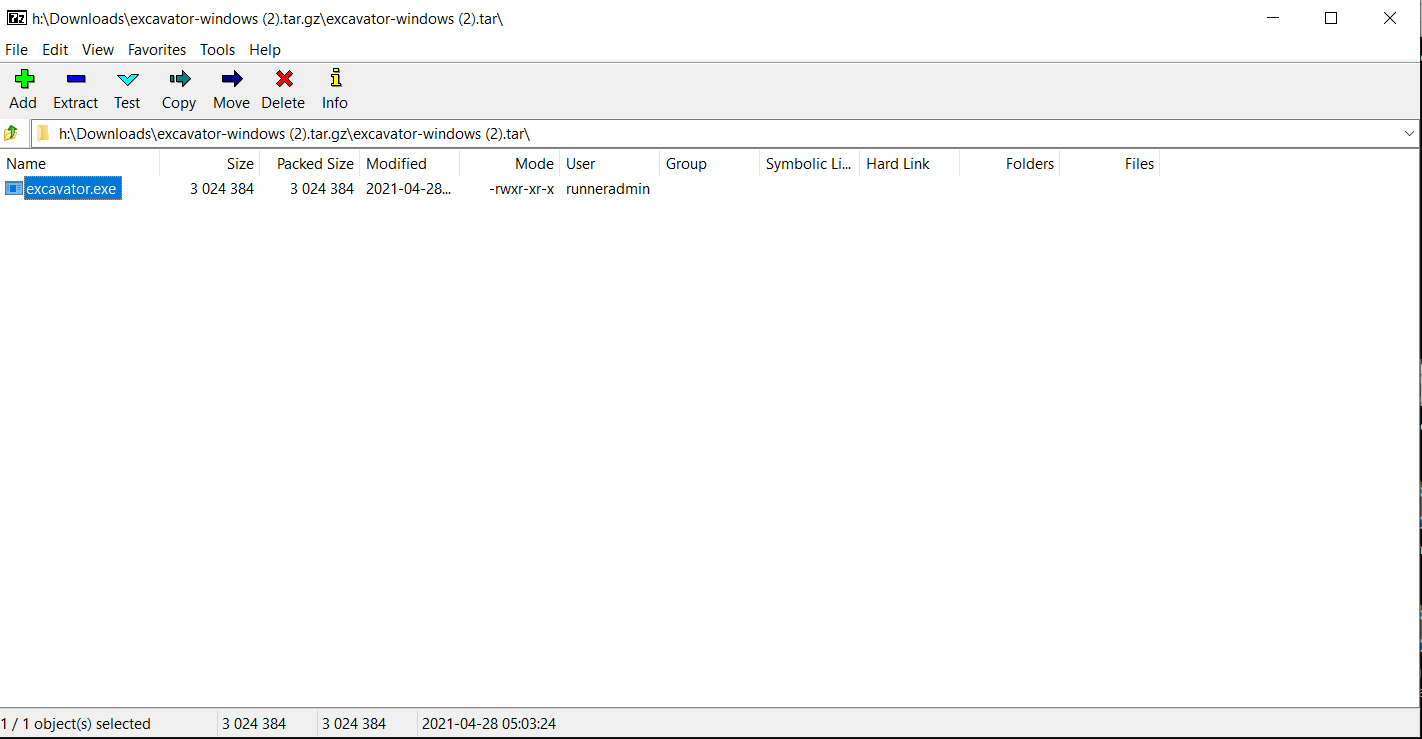 7z h:\Downloads\excavator-windows (2).tar.gz\excavator-windows (2).tar\
File Edit View Favorites Tools Help
Add Extract Test Copy Move Delete Info
h:\Downloads\excavator-windows (2).tar.gz\excavator-windows (2).tar\
Name Size Packed Size Modified Mode User Group Symbolic Li... Hard Link Folders Files
excavator.exe 3 024 384 3 024 384 2021-04-28... -rwxr-xr-x runneradmin
1 / 1 object(s) selected 3 024 384 3 024 384 2021-04-28 05:03:24